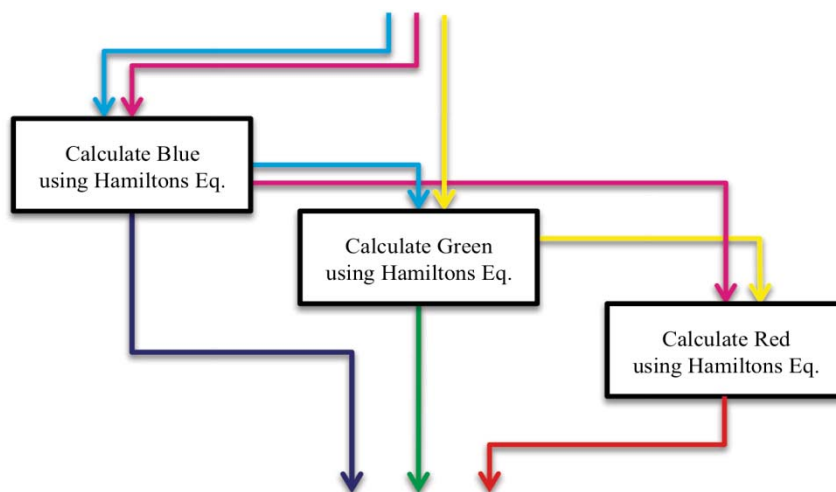 Calculate Blue
using Hamiltons Eq.
Calculate Green
using Hamiltons Eq.
Calculate Red
using Hamiltons Eq.